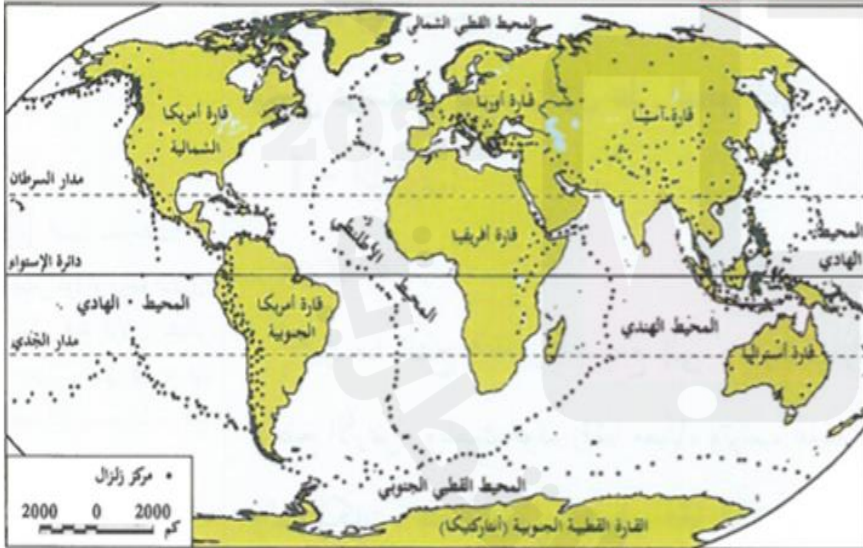 المحيط القطبي الشمالي
قارة أمريكا
الشمالية
قارة أوربا
قارة آسيا
مدار السرطان
قارة أفريقيا
المحيط
الهادي
المحيط الأطلسي
دائرة الإستواء
المحيط الهادي
قارة أمريكا
الجنوبية
المحيط الهندي
مدار الجدي
قارة أستراليا
مركز زلزال
2000 0 2000
كم
المحيط القطبي الجنوبي
القارة القطبية الجنوبية (أنتاركتيكا)